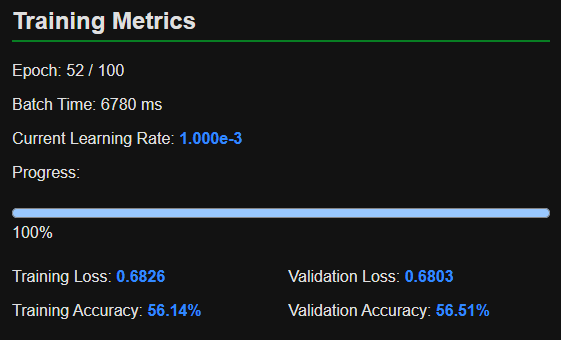 Training Metrics
Epoch: 52 / 100
Batch Time: 6780 ms
Current Learning Rate: 1.000e-3
Progress:
100%
Training Loss: 0.6826 Validation Loss: 0.6803
Training Accuracy: 56.14% Validation Accuracy: 56.51%